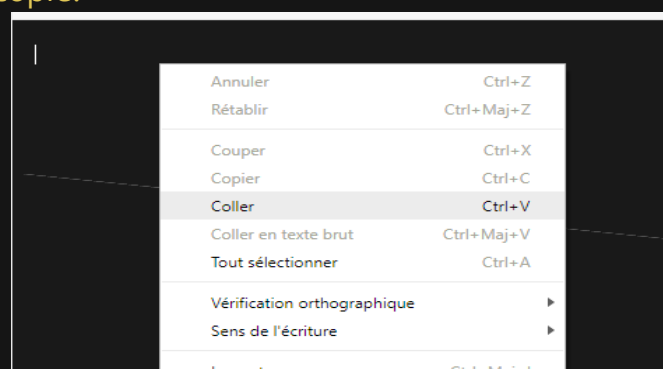 copier
Annuler Ctrl+Z
Rétablir Ctrl+Maj+Z
Couper Ctrl+X
Copier Ctrl+C
Coller Ctrl+V
Coller en texte brut Ctrl+Maj+V
Tout sélectionner Ctrl+A
Vérification orthographique
Sens de l'écriture